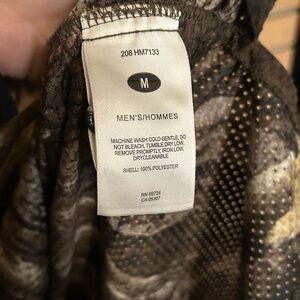 208 HM7133
M
MEN'S/HOMMES
MACHINE WASH COLD GENTLE, DO
NOT BLEACH, TUMBLE DRY LOW,
REMOVE PROMPTLY, IRON LOW,
DRYCLEANABLE
SHELL: 100% POLYESTER
RN 69724
CA 05367